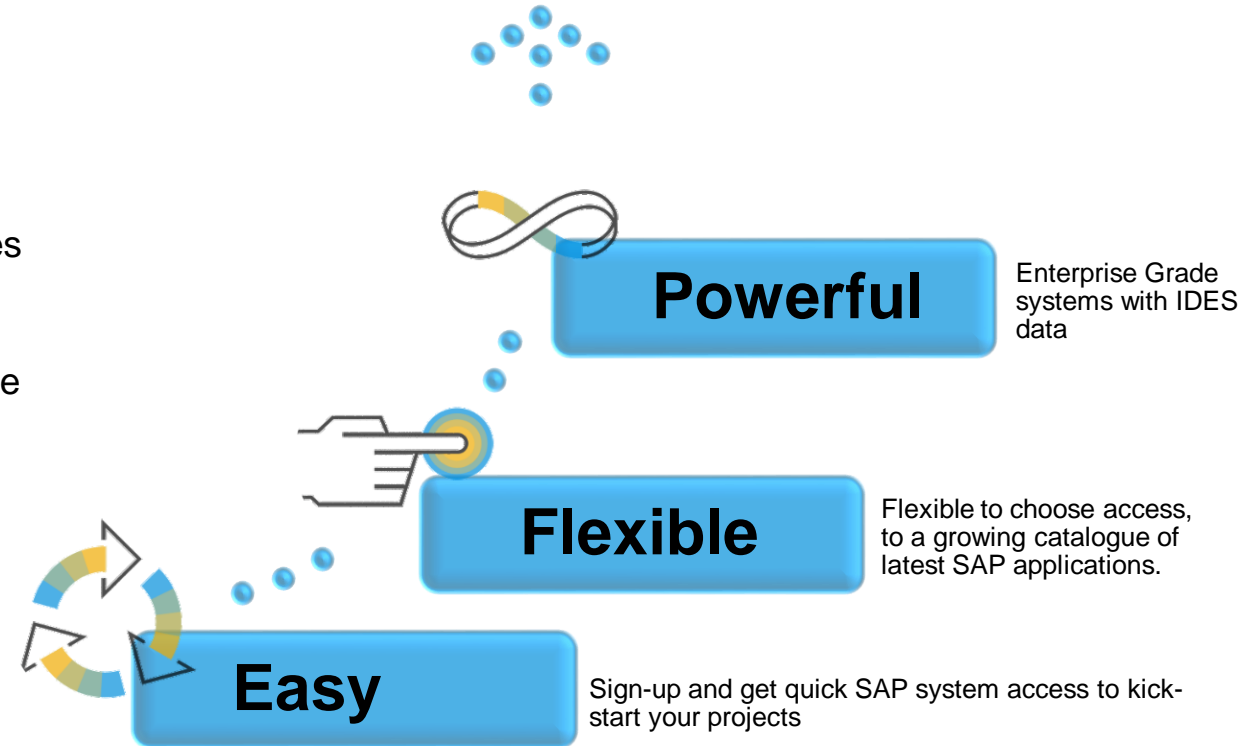 es
e
Powerful
Enterprise Grade
systems with IDES
data
Flexible
Flexible to choose access,
to a growing catalogue of
latest SAP applications.
Easy
Sign-up and get quick SAP system access to kick-
start your projects